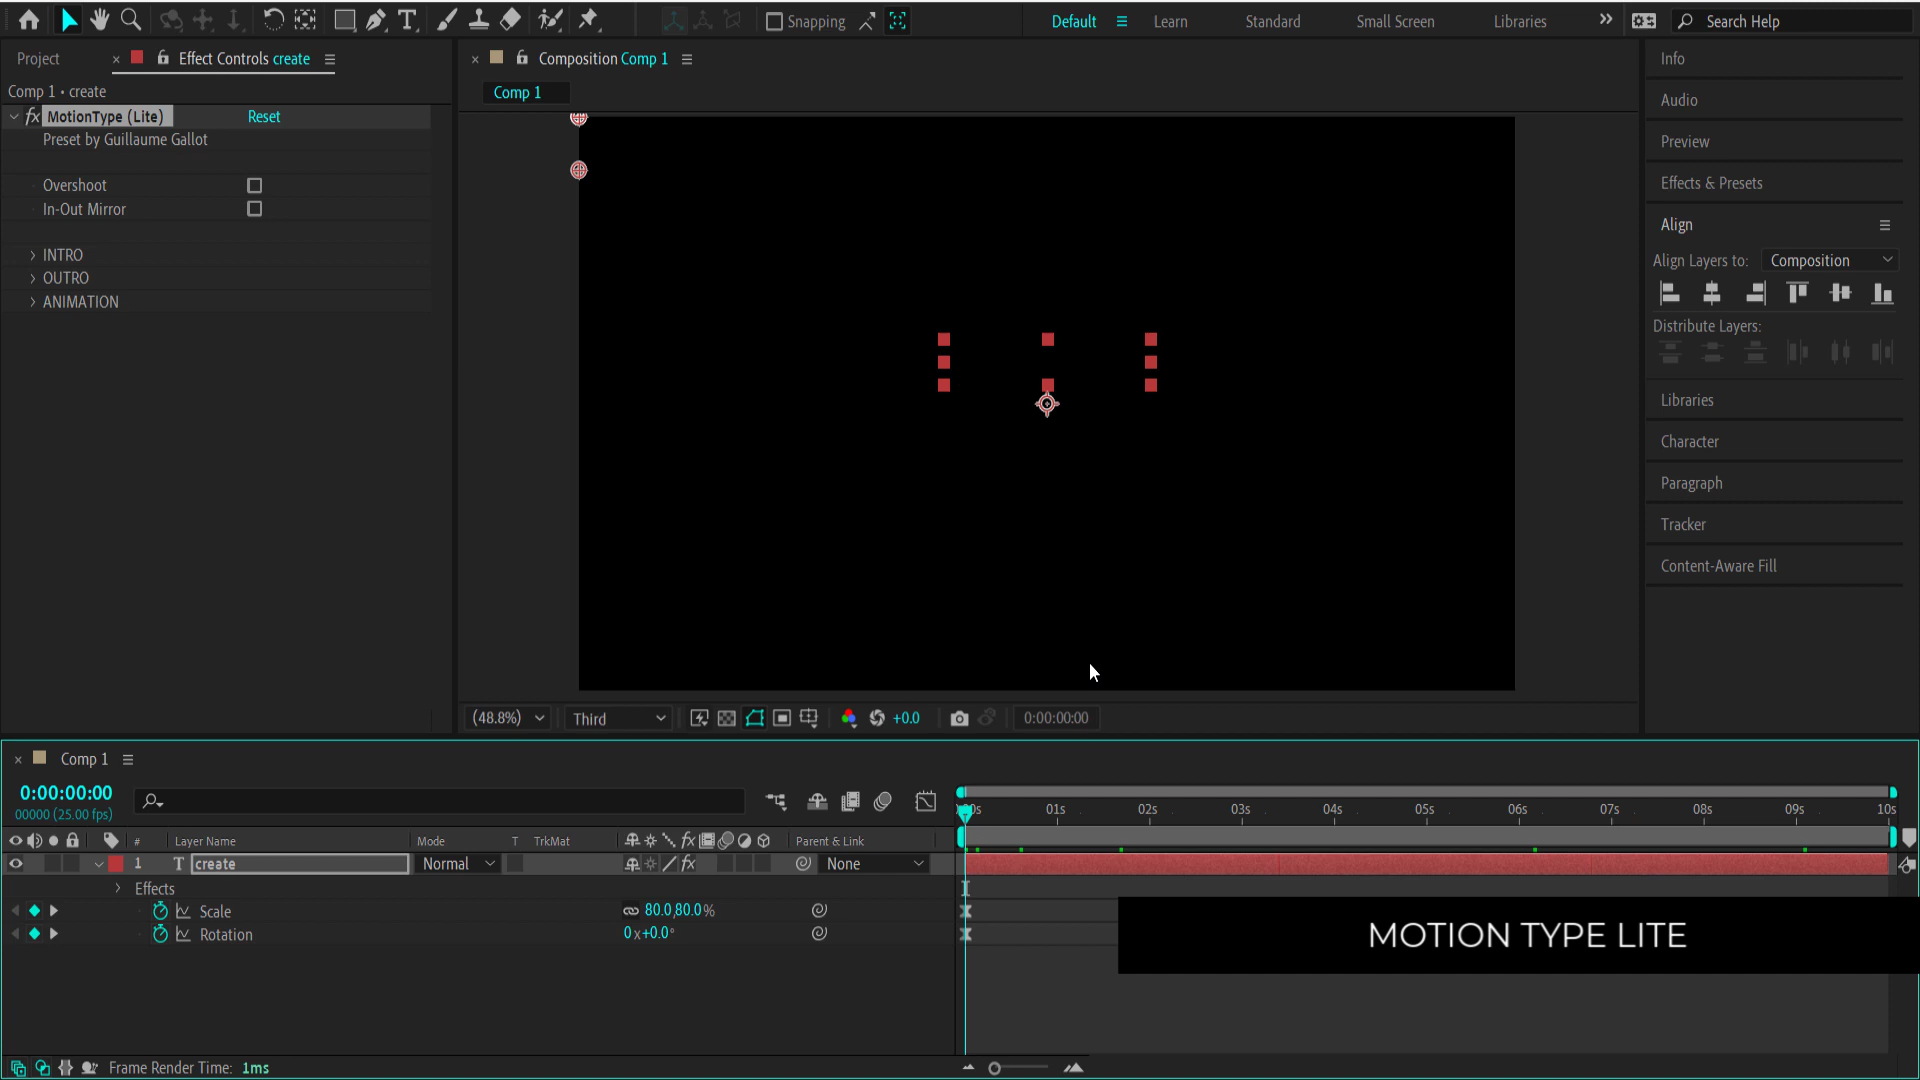 Snapping
Default
Learn
Standard
Small Screen
Libraries
Search Help
Project
Effect Controls create
Composition Comp 1
Info
Comp 1 • create
Comp 1
Audio
fx MotionType (Lite)
Reset
Preset by Guillaume Gallot
Preview
Overshoot
Effects & Presets
In-Out Mirror
Align
INTRO
Align Layers to:
Composition
OUTRO
ANIMATION
Distribute Layers:
Libraries
Character
Paragraph
Tracker
Content-Aware Fill
(48.8%)
Third
+0.0
0:00:00:00
Comp 1
0:00:00:00
00000 (25.00 fps)
01s
02s
03s
04s
05s
06s
07s
08s
09s
10s
#
Layer Name
Mode
T
TrkMat
fx
Parent & Link
1
T
create
Normal
fx
None
Effects
Scale
80.0,80.0%
Rotation
0x+0.0°
MOTION TYPE LITE
Frame Render Time: 1ms